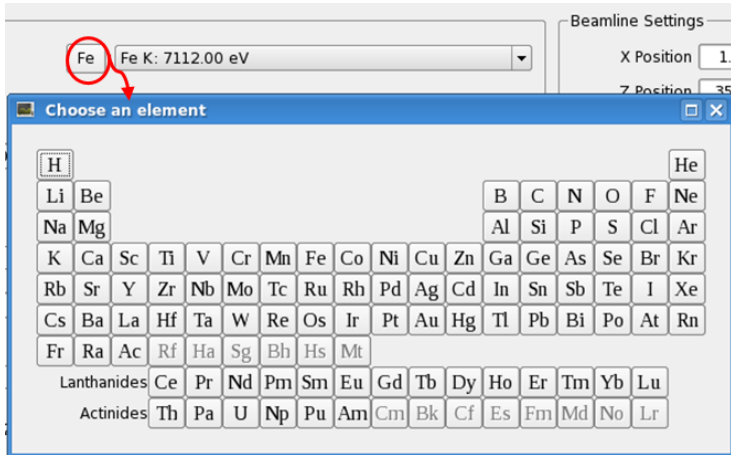 Beamline Settings
Fe Fe K: 7112.00 eV X Position 1.
Z Position 35
Choose an element
H He
Li Be B C N O F Ne
Na Mg Al Si P S Cl Ar
K Ca Sc Ti V Cr Mn Fe Co Ni Cu Zn Ga Ge As Se Br Kr
Rb Sr Y Zr Nb Mo Tc Ru Rh Pd Ag Cd In Sn Sb Te I Xe
Cs Ba La Hf Ta W Re Os Ir Pt Au Hg Tl Pb Bi Po At Rn
Fr Ra Ac Rf Ha Sg Bh Hs Mt
Lanthanides Ce Pr Nd Pm Sm Eu Gd Tb Dy Ho Er Tm Yb Lu
Actinides Th Pa U Np Pu Am Cm Bk Cf Es Fm Md No Lr